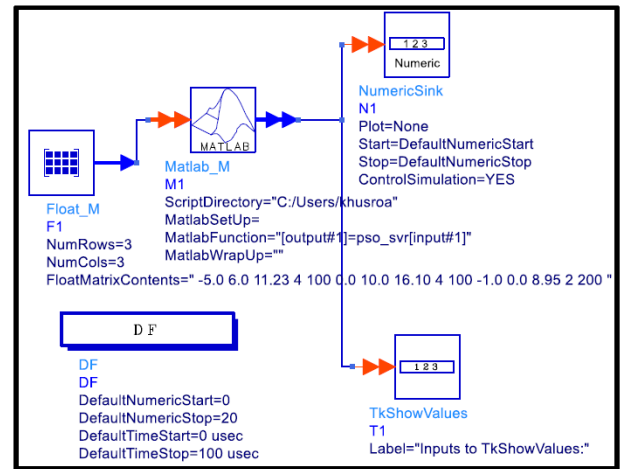 1 2 3
Numeric
NumericSink
N1
Plot=None
Start=DefaultNumericStart
Stop=DefaultNumericStop
ControlSimulation=YES
MATLAB
Matlab_M
M1
ScriptDirectory="C:/Users/khusroa"
MatlabSetUp=
MatlabFunction="[output#1]=pso_svr[input#1]"
MatlabWrapUp=""
Float_M
F1
NumRows=3
NumCols=3
FloatMatrixContents=" -5.0 6.0 11.23 4 100 0.0 10.0 16.10 4 100 -1.0 0.0 8.95 2 200 "
D F
DF
DF
DefaultNumericStart=0
DefaultNumericStop=20
DefaultTimeStart=0 usec
DefaultTimeStop=100 usec
1 2 3
TkShowValues
T1
Label="Inputs to TkShowValues:"